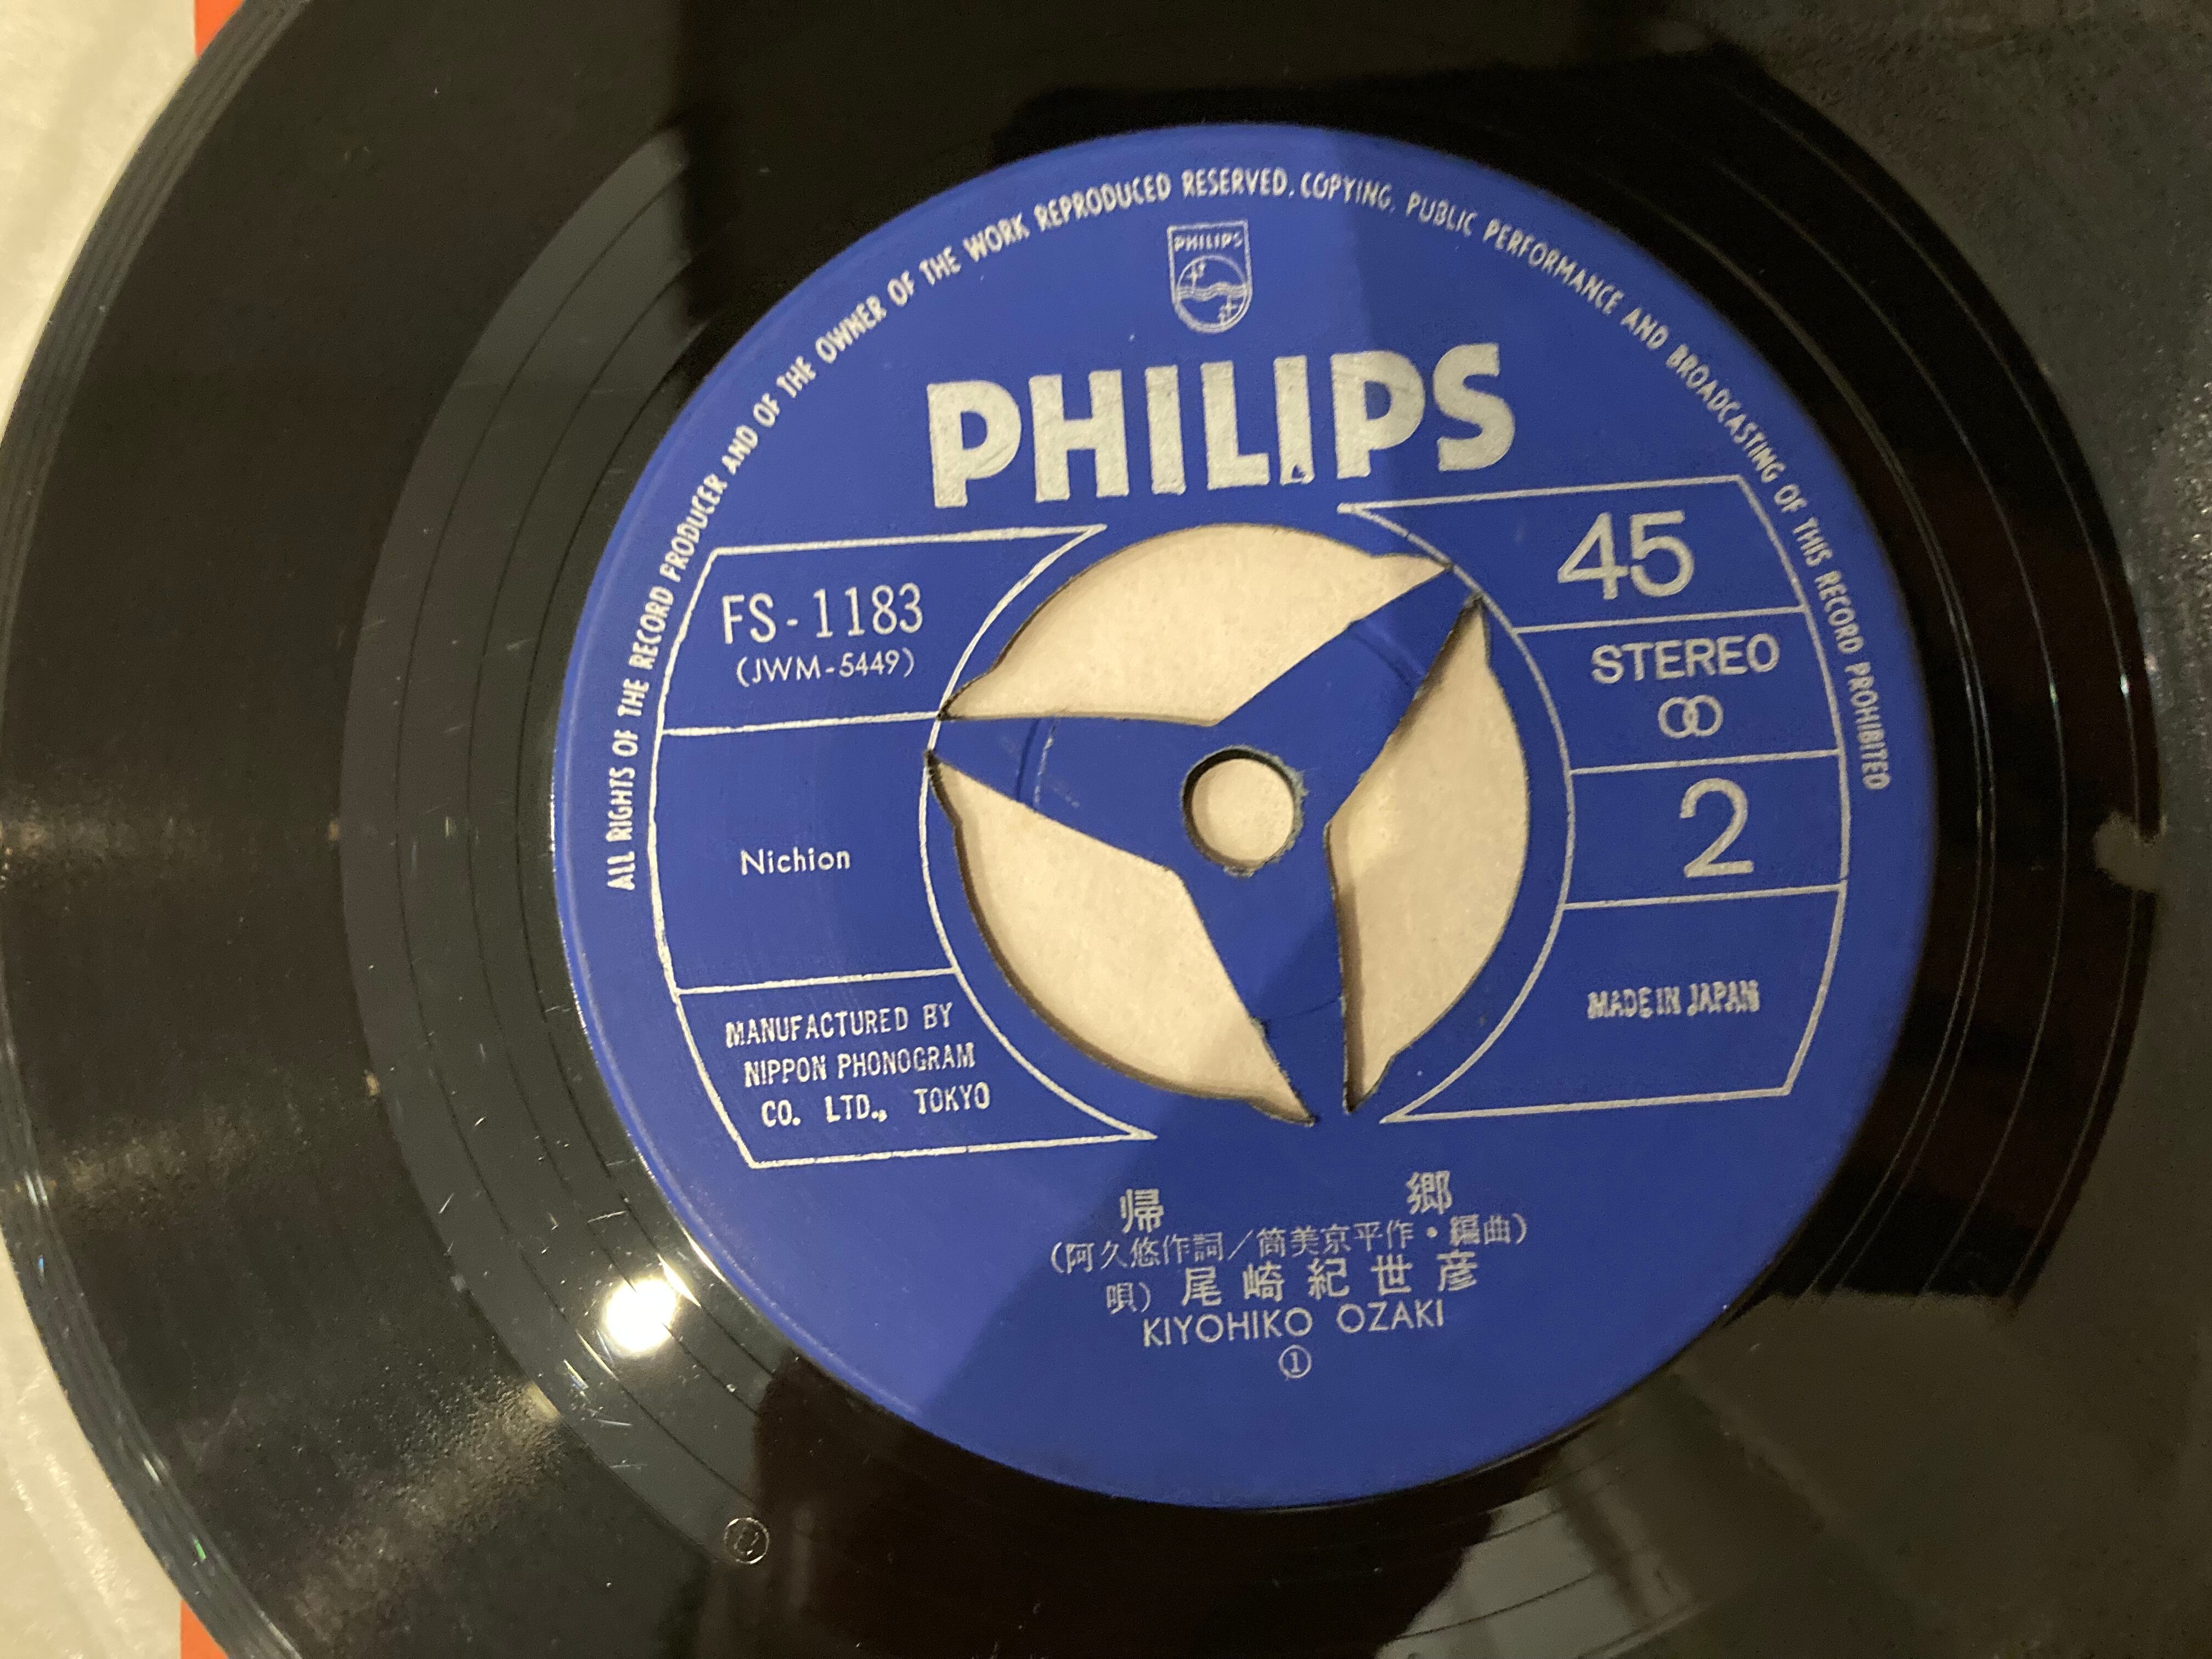 ALL RIGHTS OF THE RECORD PRODUCER AND OF THE OWNER OF THE WORK REPRODUCED RESERVED. COPYING, PUBLIC PERFORMANCE AND BROADCASTING OF THIS RECORD PROHIBITED
PHILIPS
PHILIPS
FS-1183
(JWM-5449)
Nichion
MANUFACTURED BY
NIPPON PHONOGRAM
CO. LTD., TOKYO
45
STEREO
2
MADE IN JAPAN
帰 郷
(阿久悠作詞/筒美京平作・編曲)
唄) 尾崎紀世彦
KIYOHIKO OZAKI
①